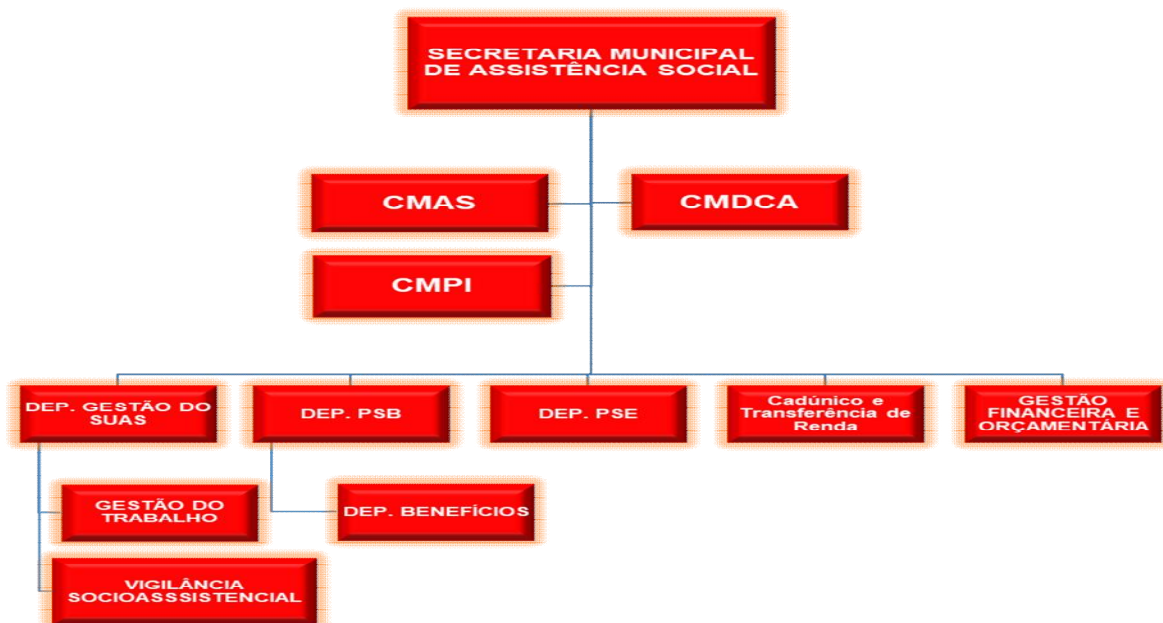 SECRETARIA MUNICIPAL
DE ASSISTÊNCIA SOCIAL
CMAS
CMDCA
CMPI
DEP. GESTÃO DO
SUAS
DEP. PSB
DEP. PSE
Cadúnico e
Transferência de
Renda
GESTÃO
FINANCEIRA E
ORÇAMENTÁRIA
GESTÃO DO
TRABALHO
DEP. BENEFÍCIOS
VIGILÂNCIA
SOCIOASSSISTENCIAL